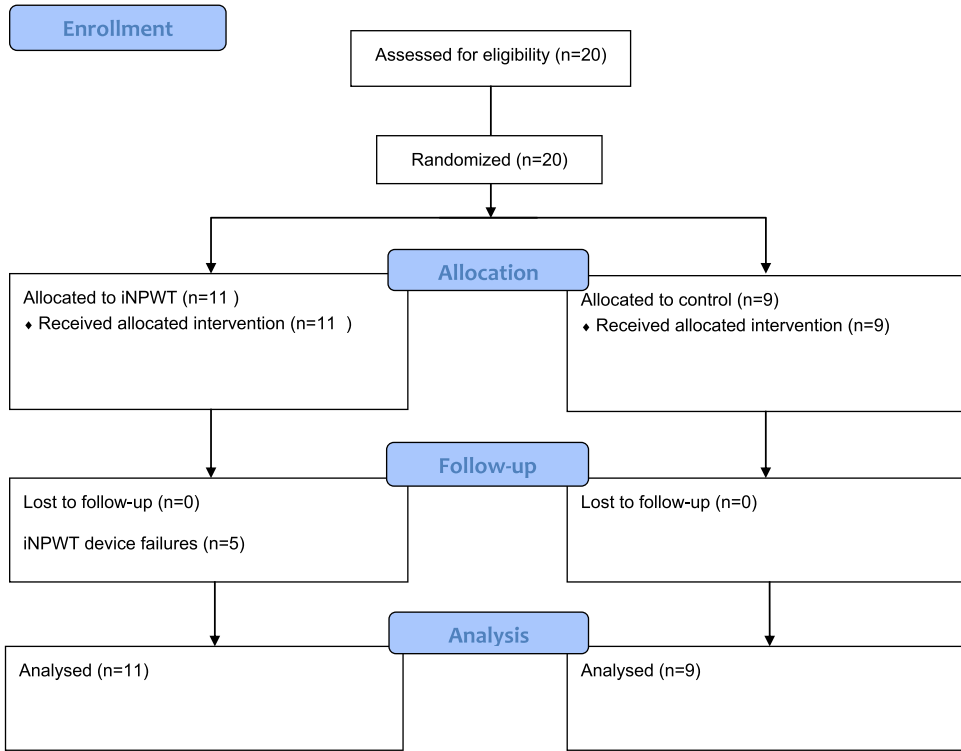 Enrollment
Assessed for eligibility (n=20)
Randomized (n=20)
Allocation
Allocated to iNPWT (n=11 )
♦ Received allocated intervention (n=11 )
Allocated to control (n=9)
♦ Received allocated intervention (n=9)
Follow-up
Lost to follow-up (n=0)
iNPWT device failures (n=5)
Lost to follow-up (n=0)
Analysis
Analysed (n=11)
Analysed (n=9)